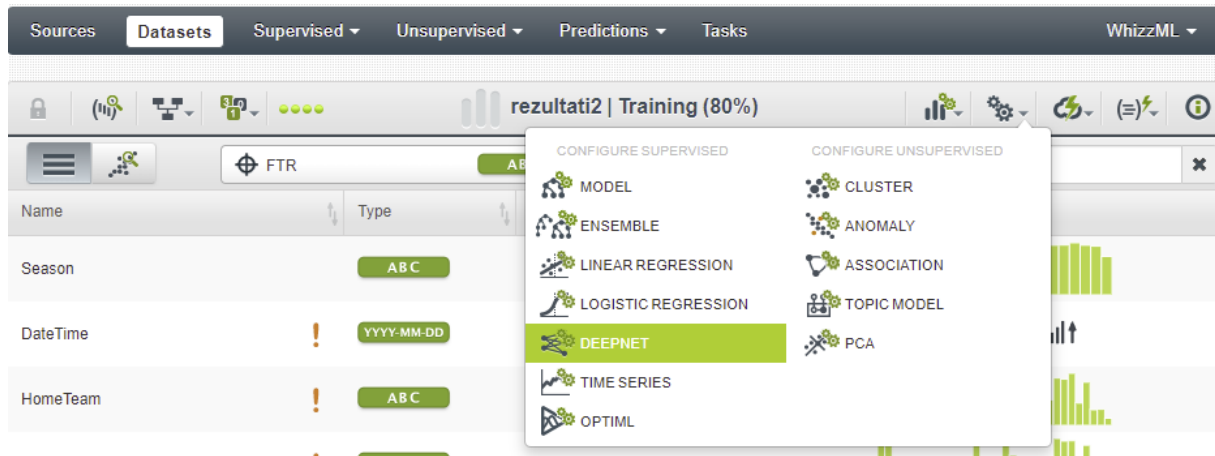 Sources Datasets Supervised Unsupervised Predictions Tasks WhizzML
rezultati2 | Training (80%)
FTR
CONFIGURE SUPERVISED CONFIGURE UNSUPERVISED
MODEL CLUSTER
ENSEMBLE ANOMALY
LINEAR REGRESSION ASSOCIATION
LOGISTIC REGRESSION TOPIC MODEL
DEEPNET PCA
TIME SERIES
OPTIML
Name Type
Season ABC
DateTime ! YYYY-MM-DD
HomeTeam ! ABC